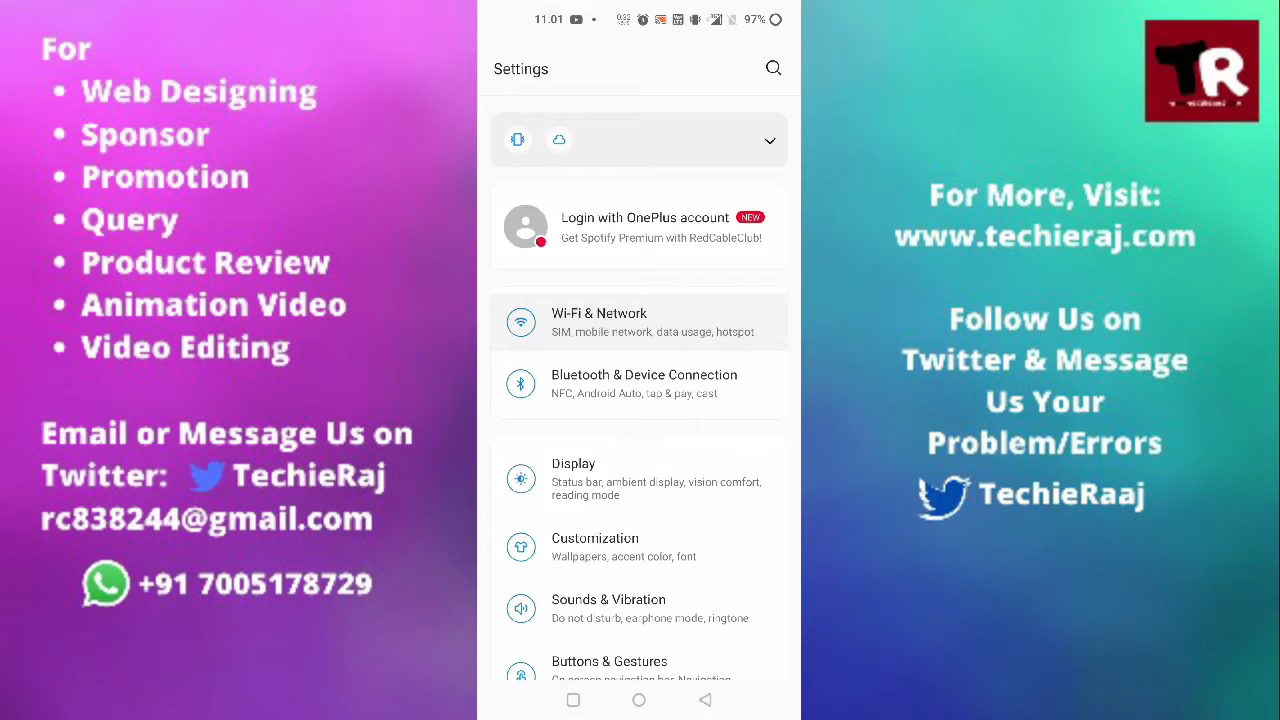 For
• Web Designing
• Sponsor
• Promotion
• Query
• Product Review
• Animation Video
• Video Editing
Email or Message Us on
Twitter: TechieRaj
rc838244@gmail.com
+91 7005178729
11.01
97%
Settings
Login with OnePlus account NEW
Get Spotify Premium with RedCableClub!
Wi-Fi & Network
SIM, mobile network, data usage, hotspot
Bluetooth & Device Connection
NFC, Android Auto, tap & pay, cast
Display
Status bar, ambient display, vision comfort,
reading mode
Customization
Wallpapers, accent color, font
Sounds & Vibration
Do not disturb, earphone mode, ringtone
Buttons & Gestures
On-screen navigation bar, Navigation
TR
For More, Visit:
www.techieraj.com
Follow Us on
Twitter & Message
Us Your
Problem/Errors
TechieRaaj